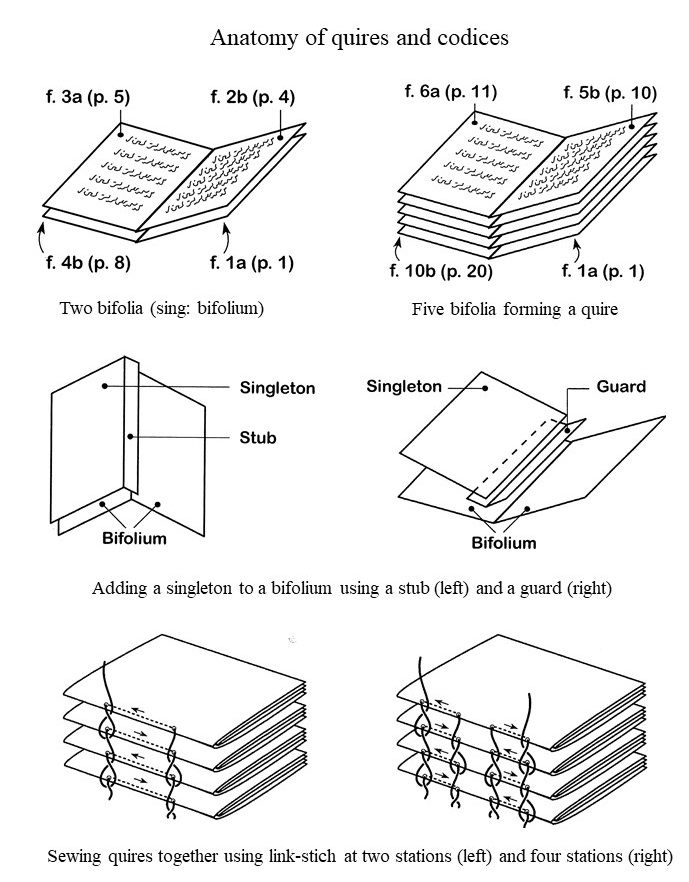 Anatomy of quires and codices
f. 3a (p. 5)
f. 2b (p. 4)
f. 6a (p. 11)
f. 5b (p. 10)
f. 4b (p. 8)
f. 1a (p. 1)
f. 10b (p. 20)
f. 1a (p. 1)
Two bifolia (sing: bifolium)
Five bifolia forming a quire
Singleton
Stub
Bifolium
Singleton
Guard
Bifolium
Adding a singleton to a bifolium using a stub (left) and a guard (right)
Sewing quires together using link-stich at two stations (left) and four stations (right)